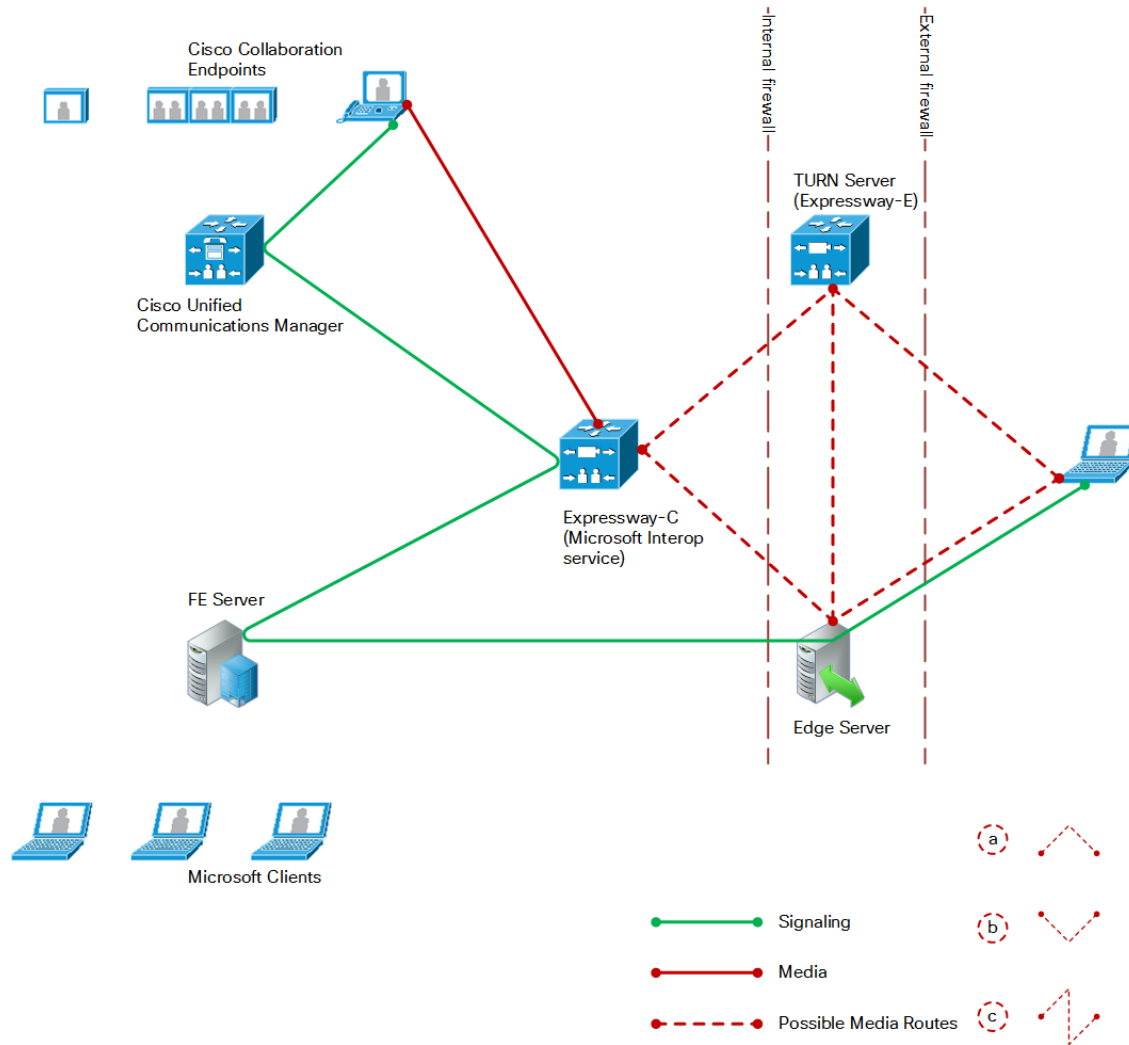 Cisco Collaboration
Endpoints
Internal firewall
External firewall
TURN Server
(Expressway-E)
Cisco Unified
Communications Manager
Expressway-C
(Microsoft Interop
service)
FE Server
Edge Server
Microsoft Clients
Signaling
Media
Possible Media Routes
a
b
c